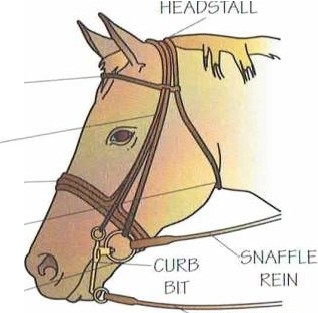 HEADSTALL
CURB
BIT
SNAFFLE
REIN